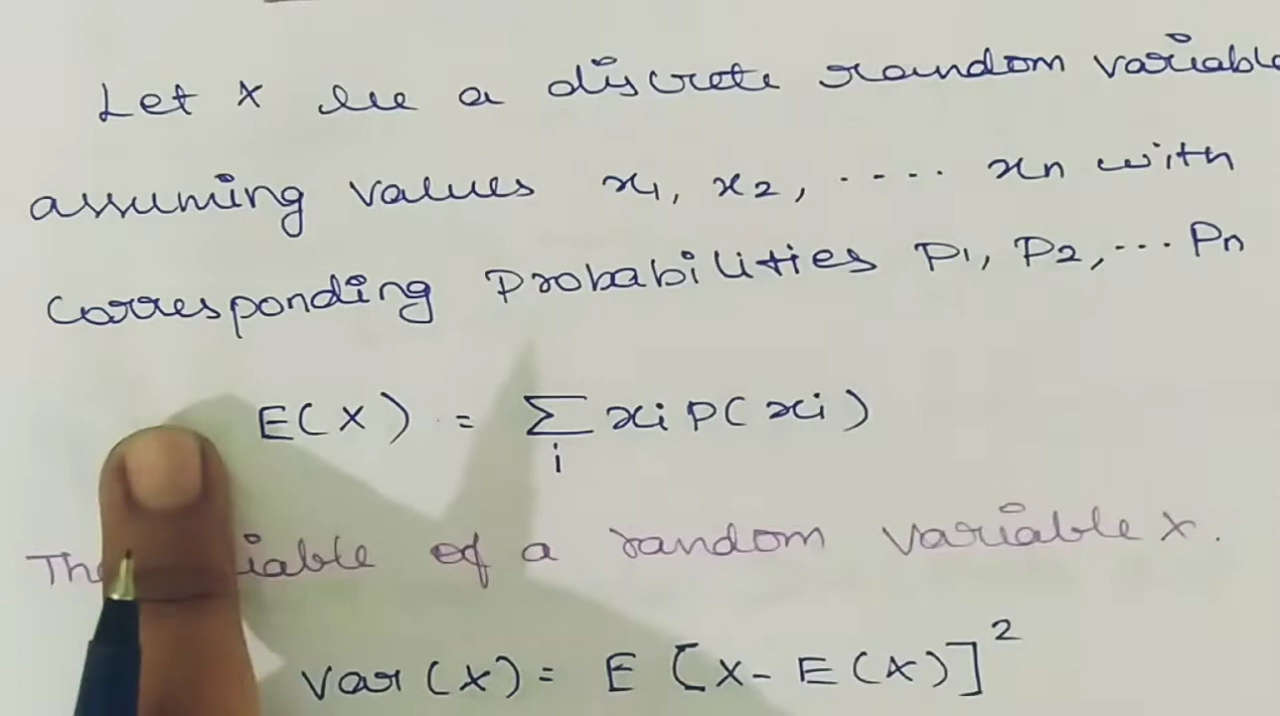 Let X be a discrete random variable
assuming values x1, x2, .... xn with
corresponding Probabilities P1, P2, ... Pn
E(X) = Σ xi P(xi)
i
of a random variable X.
Var(X) = E [X - E(X)]²